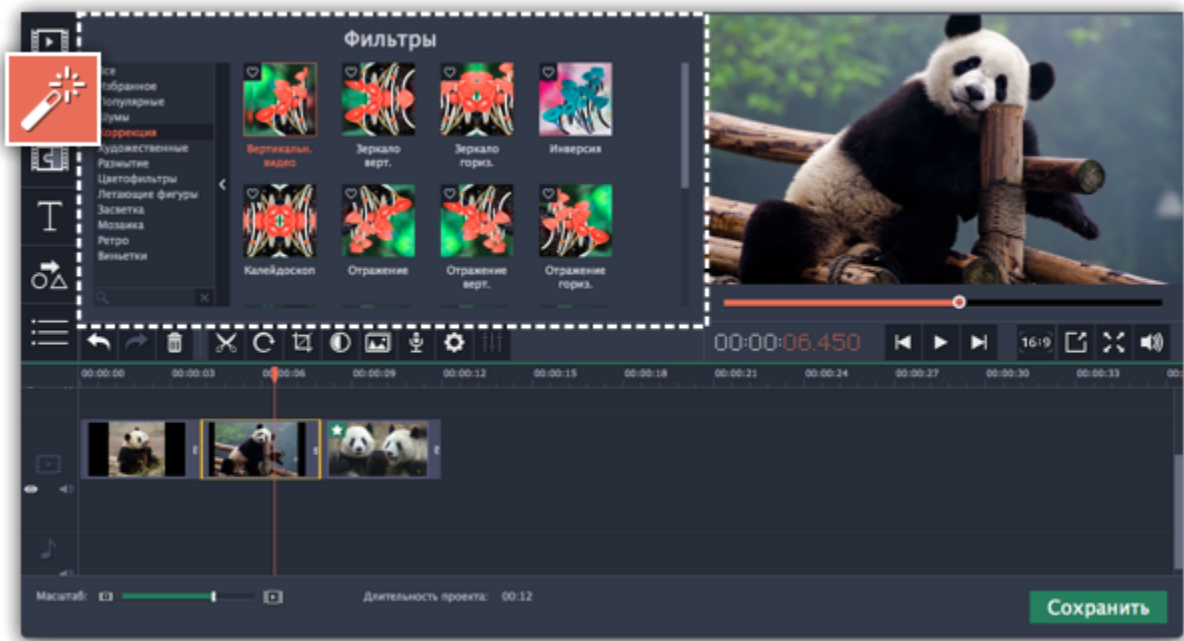 Фильтры
Все
Избранное
Популярные
Шумы
Коррекция
Художественные
Размытие
Цветофильтры
Летающие фигуры
Засветка
Мозаика
Ретро
Виньетки
Вертикальн.
видео
Зеркало
верт.
Зеркало
гориз.
Инверсия
Калейдоскоп
Отражение
Отражение
верт.
Отражение
гориз.
T
00:00:06.450
16:9
00:00:00 00:00:03 00:00:06 00:00:09 00:00:12 00:00:15 00:00:18 00:00:21 00:00:24 00:00:27 00:00:30 00:00:33
Масштаб:
Длительность проекта: 00:12
Сохранить